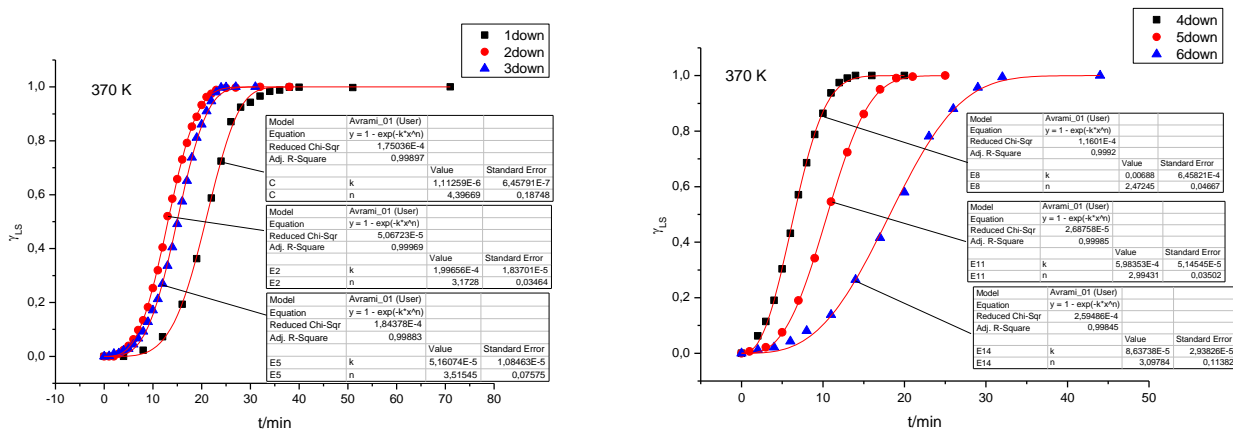 1down
2down
3down
370 K
1,0
0,8
0,6
0,4
0,2
0,0
γLS
-10 0 10 20 30 40 50 60 70 80
t/min
Model Avrami_01 (User)
Equation y = 1 - exp(-k*x^n)
Reduced Chi-Sqr 1,75036E-4
Adj. R-Square 0,99897
Value Standard Error
C k 1,11259E-6 6,45791E-7
C n 4,39669 0,18748
Model Avrami_01 (User)
Equation y = 1 - exp(-k*x^n)
Reduced Chi-Sqr 5,06723E-5
Adj. R-Square 0,99969
Value Standard Error
E2 k 1,99656E-4 1,83701E-5
E2 n 3,1728 0,03464
Model Avrami_01 (User)
Equation y = 1 - exp(-k*x^n)
Reduced Chi-Sqr 1,84378E-4
Adj. R-Square 0,99883
Value Standard Error
E5 k 5,16074E-5 1,08463E-5
E5 n 3,51545 0,07575
4down
5down
6down
370 K
1,0
0,8
0,6
0,4
0,2
0,0
γLS
0 10 20 30 40 50
t/min
Model Avrami_01 (User)
Equation y = 1 - exp(-k*x^n)
Reduced Chi-Sqr 1,1601E-4
Adj. R-Square 0,9992
Value Standard Error
E8 k 0,00688 6,45821E-4
E8 n 2,47245 0,04667
Model Avrami_01 (User)
Equation y = 1 - exp(-k*x^n)
Reduced Chi-Sqr 2,68758E-5
Adj. R-Square 0,99985
Value Standard Error
E11 k 5,98353E-4 5,14545E-5
E11 n 2,99431 0,03502
Model Avrami_01 (User)
Equation y = 1 - exp(-k*x^n)
Reduced Chi-Sqr 2,59486E-4
Adj. R-Square 0,99845
Value Standard Error
E14 k 8,63738E-5 2,93826E-5
E14 n 3,09784 0,11382